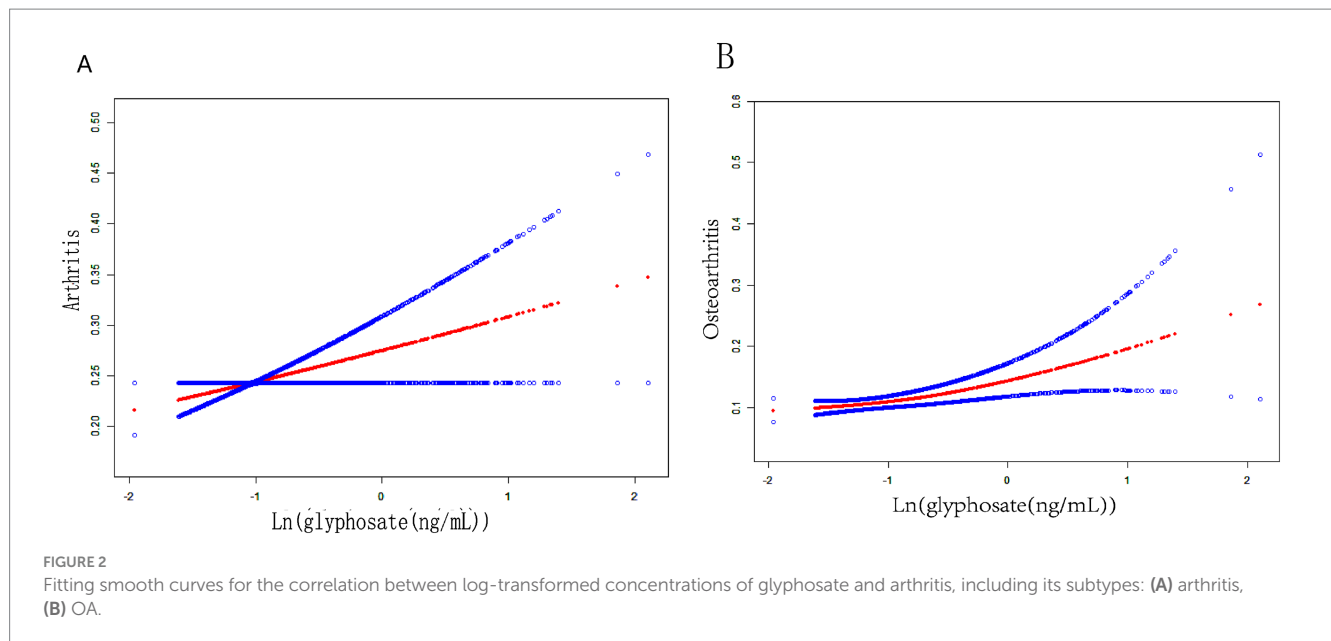 A
B
0.50
0.45
0.40
0.35
0.30
0.25
0.20
Arthritis
-2
-1
0
1
2
Ln(glyphosate(ng/mL))
0.6
0.5
0.4
0.3
0.2
0.1
Osteoarthritis
-2
-1
0
1
2
Ln(glyphosate(ng/mL))
FIGURE 2
Fitting smooth curves for the correlation between log-transformed concentrations of glyphosate and arthritis, including its subtypes: (A) arthritis,
(B) OA.